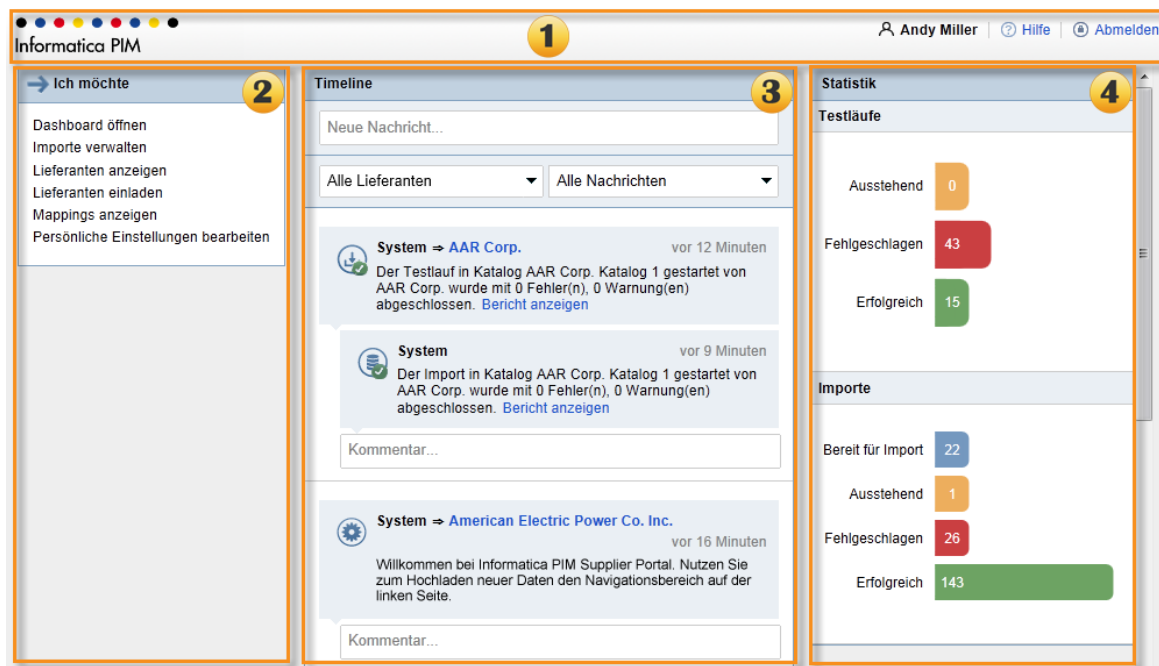 Informatica PIM
1
Andy Miller
Hilfe
Abmelden
Ich möchte
2
Dashboard öffnen
Importe verwalten
Lieferanten anzeigen
Lieferanten einladen
Mappings anzeigen
Persönliche Einstellungen bearbeiten
Timeline
3
Neue Nachricht...
Alle Lieferanten
Alle Nachrichten
System ⇒ AAR Corp.
vor 12 Minuten
Der Testlauf in Katalog AAR Corp. Katalog 1 gestartet von
AAR Corp. wurde mit 0 Fehler(n), 0 Warnung(en)
abgeschlossen. Bericht anzeigen
System
vor 9 Minuten
Der Import in Katalog AAR Corp. Katalog 1 gestartet von
AAR Corp. wurde mit 0 Fehler(n), 0 Warnung(en)
abgeschlossen. Bericht anzeigen
Kommentar...
System ⇒ American Electric Power Co. Inc.
vor 16 Minuten
Willkommen bei Informatica PIM Supplier Portal. Nutzen Sie
zum Hochladen neuer Daten den Navigationsbereich auf der
linken Seite.
Kommentar...
Statistik
4
Testläufe
Ausstehend 0
Fehlgeschlagen 43
Erfolgreich 15
Importe
Bereit für Import 22
Ausstehend 1
Fehlgeschlagen 26
Erfolgreich 143